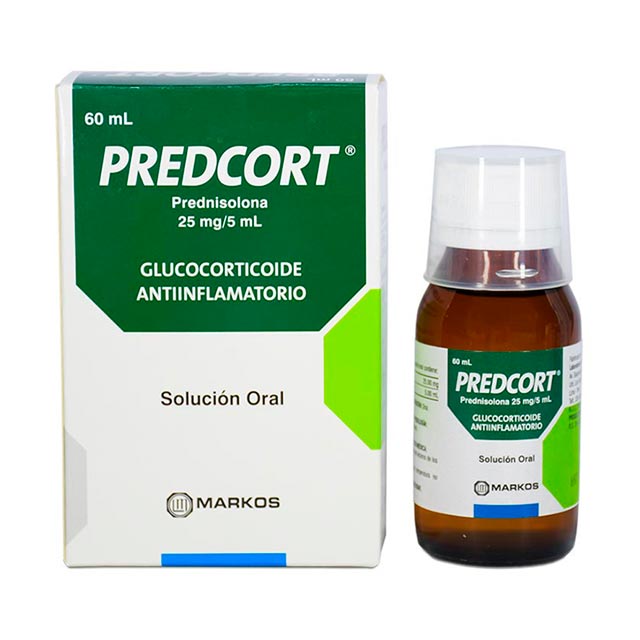 60 mL
PREDCORT®
Prednisolona
25 mg/5 mL
GLUCOCORTICOIDE
ANTIINFLAMATORIO
Solución Oral
MARKOS
60 mL
PREDCORT®
Prednisolona 25 mg/5 mL
GLUCOCORTICOIDE
ANTIINFLAMATORIO
Solución Oral
MARKOS